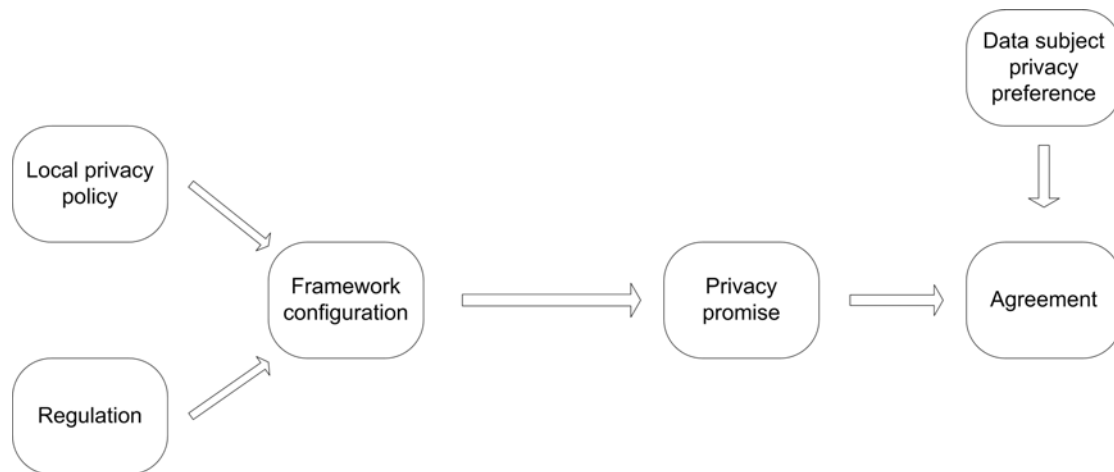 Data subject
privacy
preference
Local privacy
policy
Framework
configuration
Privacy
promise
Agreement
Regulation